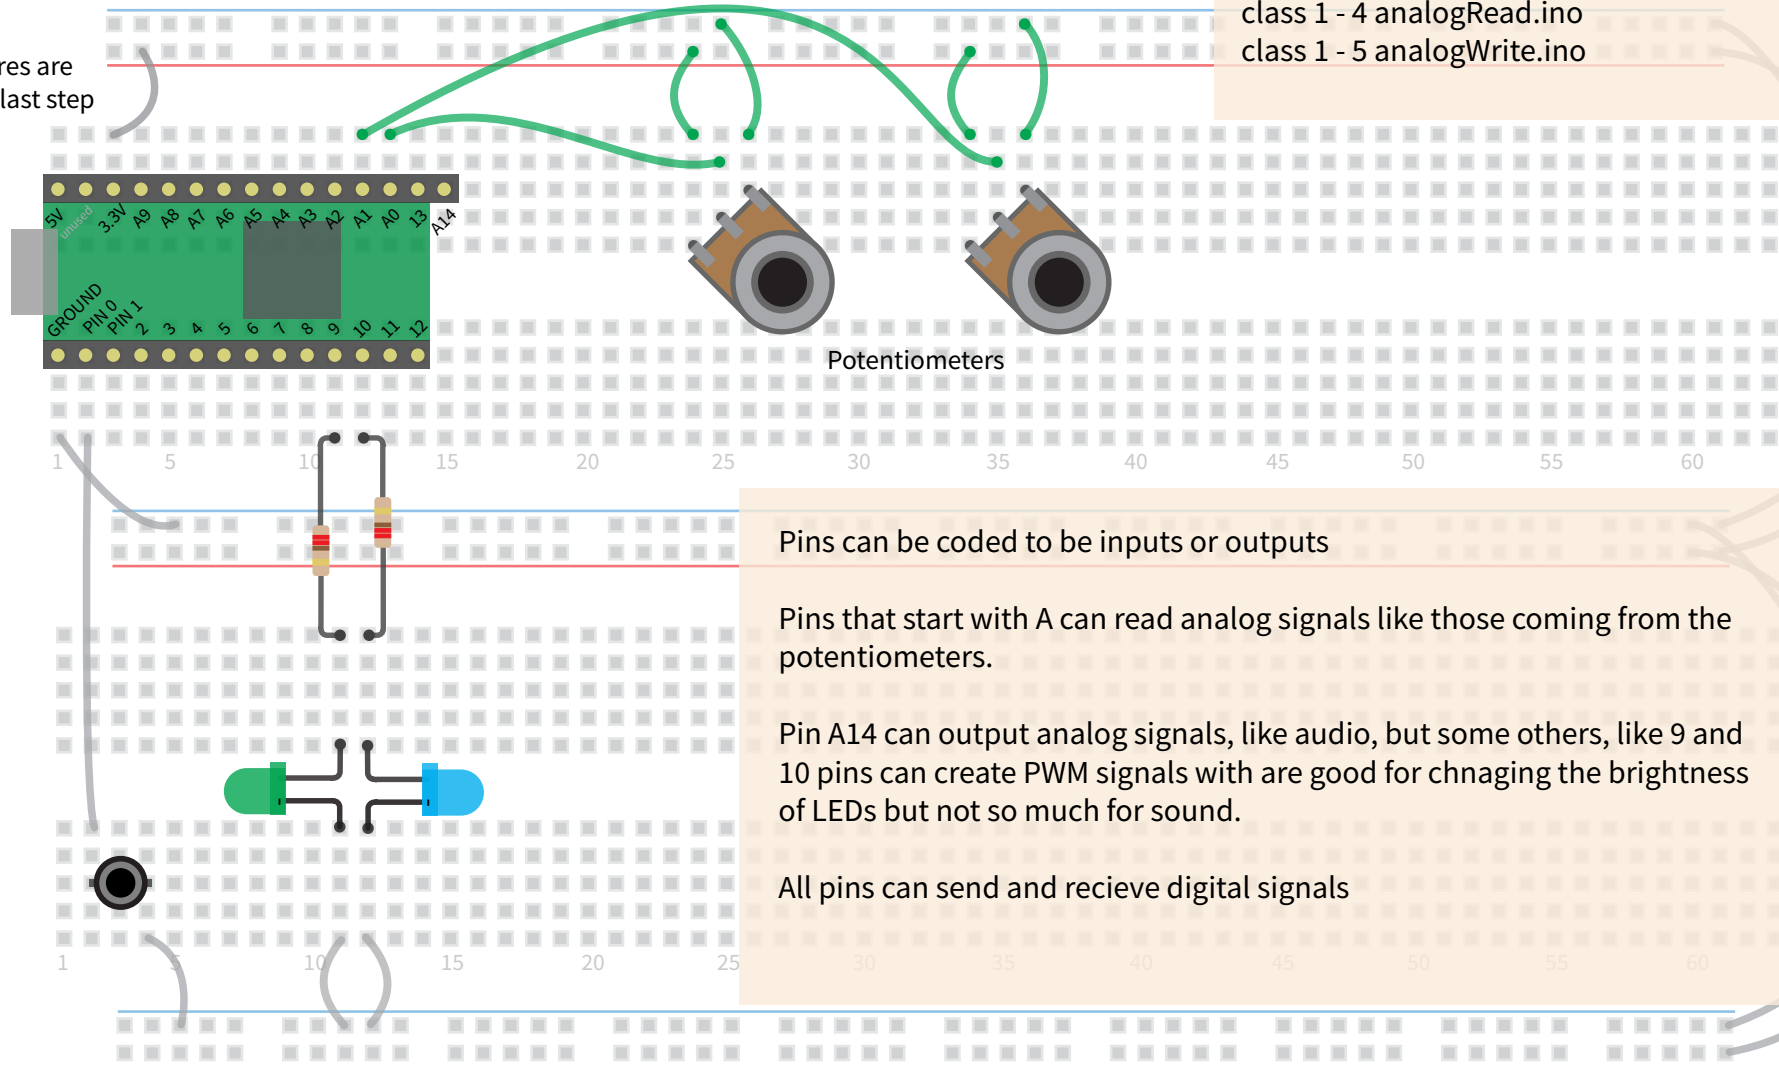 class 1 - 4 analogRead.ino
class 1 - 5 analogWrite.ino
res are
last step
5V unused 3.3V A9 A8 A7 A6 A5 A4 A3 A2 A1 A0 13 A14
GROUND PIN 0 PIN 1 2 3 4 5 6 7 8 9 10 11 12
Potentiometers
1 5 10 15 20 25 30 35 40 45 50 55 60
Pins can be coded to be inputs or outputs
Pins that start with A can read analog signals like those coming from the
potentiometers.
Pin A14 can output analog signals, like audio, but some others, like 9 and
10 pins can create PWM signals with are good for chnaging the brightness
of LEDs but not so much for sound.
All pins can send and recieve digital signals
1 5 10 15 20 25 30 35 40 45 50 55 60